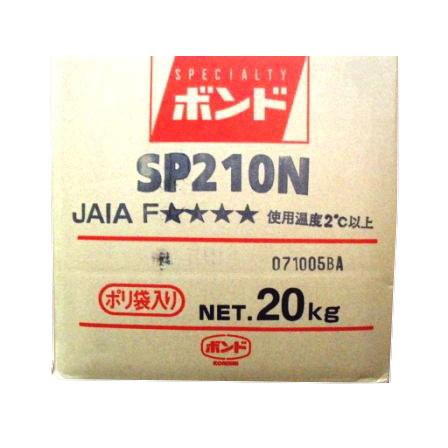 SPECIALTY
ボンド
SP210N
JAIA F★★★★ 使用温度2℃以上
071005BA
ポリ袋入り
NET. 20kg
ボンド
KONISHI